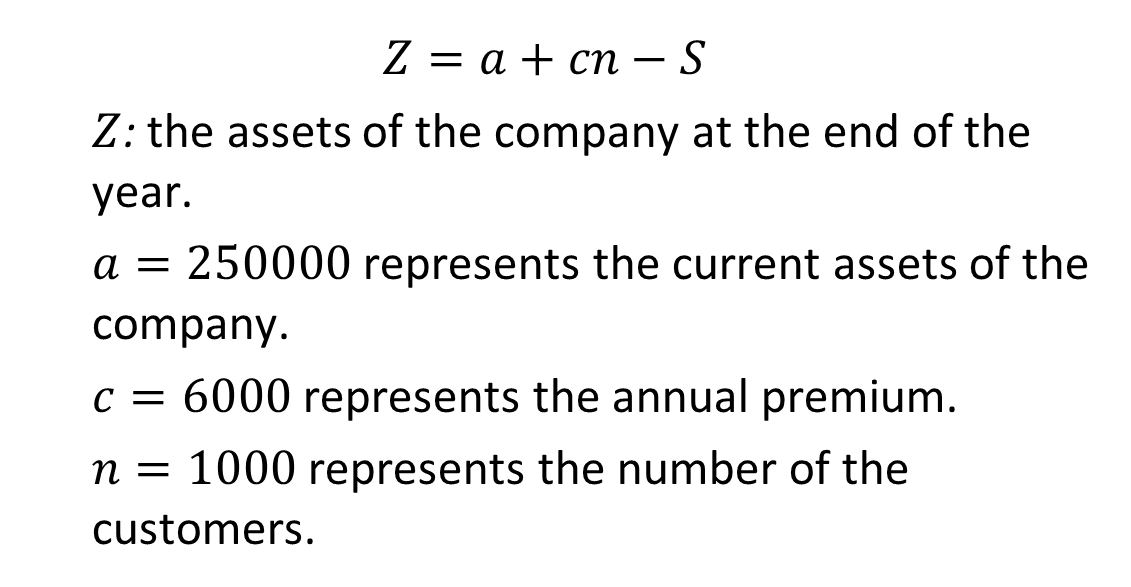 Z = a + cn − S
Z: the assets of the company at the end of the
year.
a = 250000 represents the current assets of the
company.
c = 6000 represents the annual premium.
n = 1000 represents the number of the
customers.